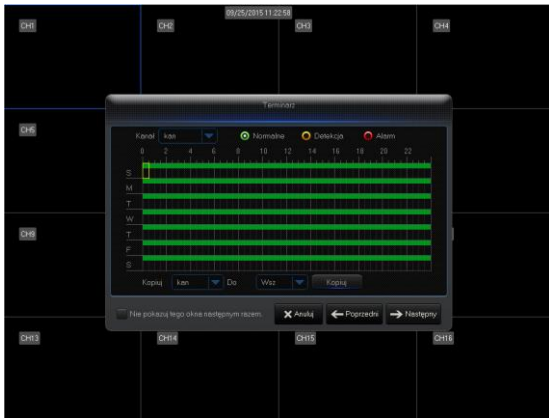 09/25/2015 11:22:58
CH1 CH2 CH3 CH4
Terminarz
CH5
Kanał kan Normalne Detekcja Alarm
0 2 4 6 8 10 12 14 16 18 20 22
S
M
T
W
T
F
S
CH9
Kopiuj kan Do Wsz Kopiuj
Nie pokazuj tego okna następnym razem. Anuluj Poprzedni Następny
CH13 CH14 CH15 CH16